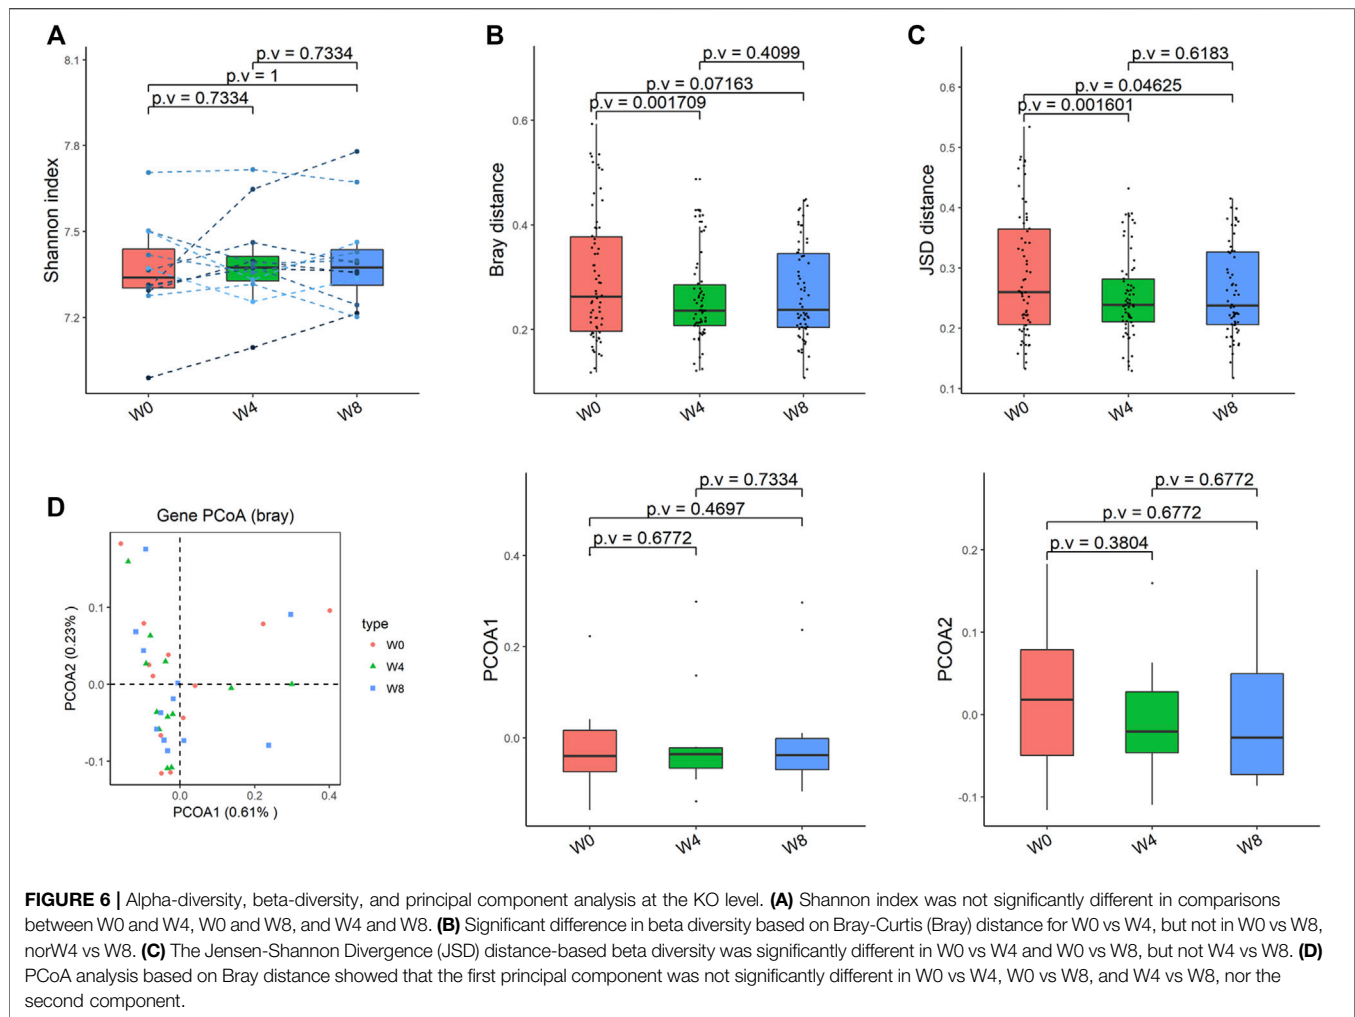 A
p.v = 0.7334
p.v = 1
p.v = 0.7334
8.1
7.8
7.5
7.2
Shannon index
W0
W4
W8
B
p.v = 0.4099
p.v = 0.07163
p.v = 0.001709
0.6
0.4
0.2
Bray distance
W0
W4
W8
C
p.v = 0.6183
p.v = 0.04625
p.v = 0.001601
0.6
0.5
0.4
0.3
0.2
0.1
JSD distance
W0
W4
W8
D
Gene PCoA (bray)
0.1
0.0
-0.1
PCOA2 (0.23% )
0.0
0.2
0.4
PCOA1 (0.61% )
type
W0
W4
W8
p.v = 0.7334
p.v = 0.4697
p.v = 0.6772
0.4
0.2
0.0
PCOA1
W0
W4
W8
p.v = 0.6772
p.v = 0.6772
p.v = 0.3804
0.2
0.1
0.0
-0.1
PCOA2
W0
W4
W8
FIGURE 6 | Alpha-diversity, beta-diversity, and principal component analysis at the KO level. (A) Shannon index was not significantly different in comparisons
between W0 and W4, W0 and W8, and W4 and W8. (B) Significant difference in beta diversity based on Bray-Curtis (Bray) distance for W0 vs W4, but not in W0 vs W8,
norW4 vs W8. (C) The Jensen-Shannon Divergence (JSD) distance-based beta diversity was significantly different in W0 vs W4 and W0 vs W8, but not W4 vs W8. (D)
PCoA analysis based on Bray distance showed that the first principal component was not significantly different in W0 vs W4, W0 vs W8, and W4 vs W8, nor the
second component.